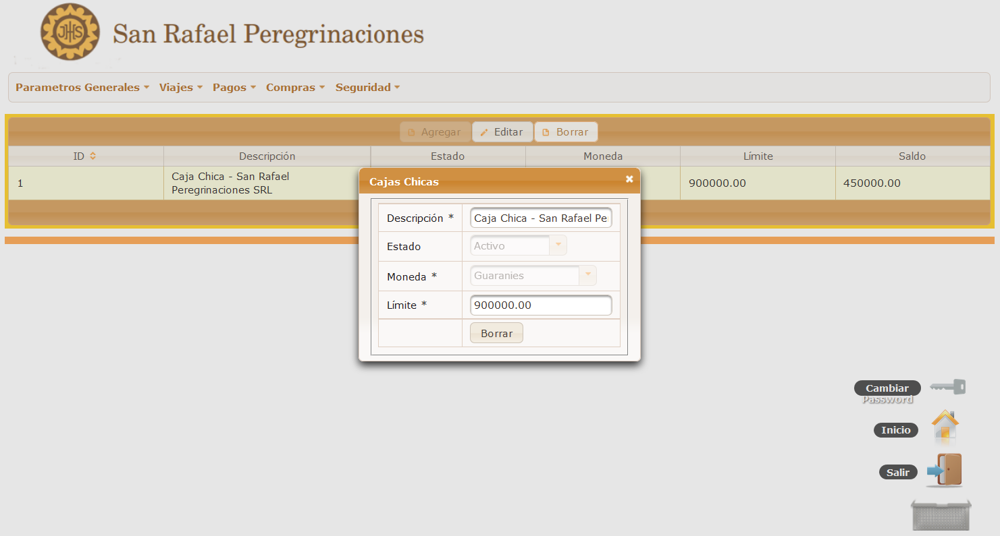 JHS
San Rafael Peregrinaciones
Parametros Generales Viajes Pagos Compras Seguridad
Agregar Editar Borrar
ID Descripción Estado Moneda Límite Saldo
1 Caja Chica - San Rafael 900000.00 450000.00
Peregrinaciones SRL
Cajas Chicas
Descripción * Caja Chica - San Rafael Pe
Estado Activo
Moneda * Guaranies
Límite * 900000.00
Borrar
Cambiar
Password
Inicio
Salir